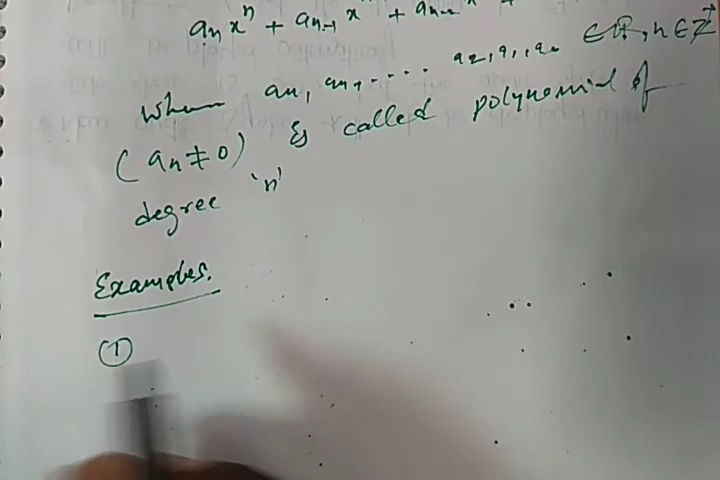 aₙxⁿ + aₙ₋₁x + aₙ₋₂
where aₙ, aₙ₋₁, .... a₂, a₁, a₀ ∈ R, n ∈ Z
(aₙ ≠ 0) is called polynomial of
degree 'n'
Examples.
①